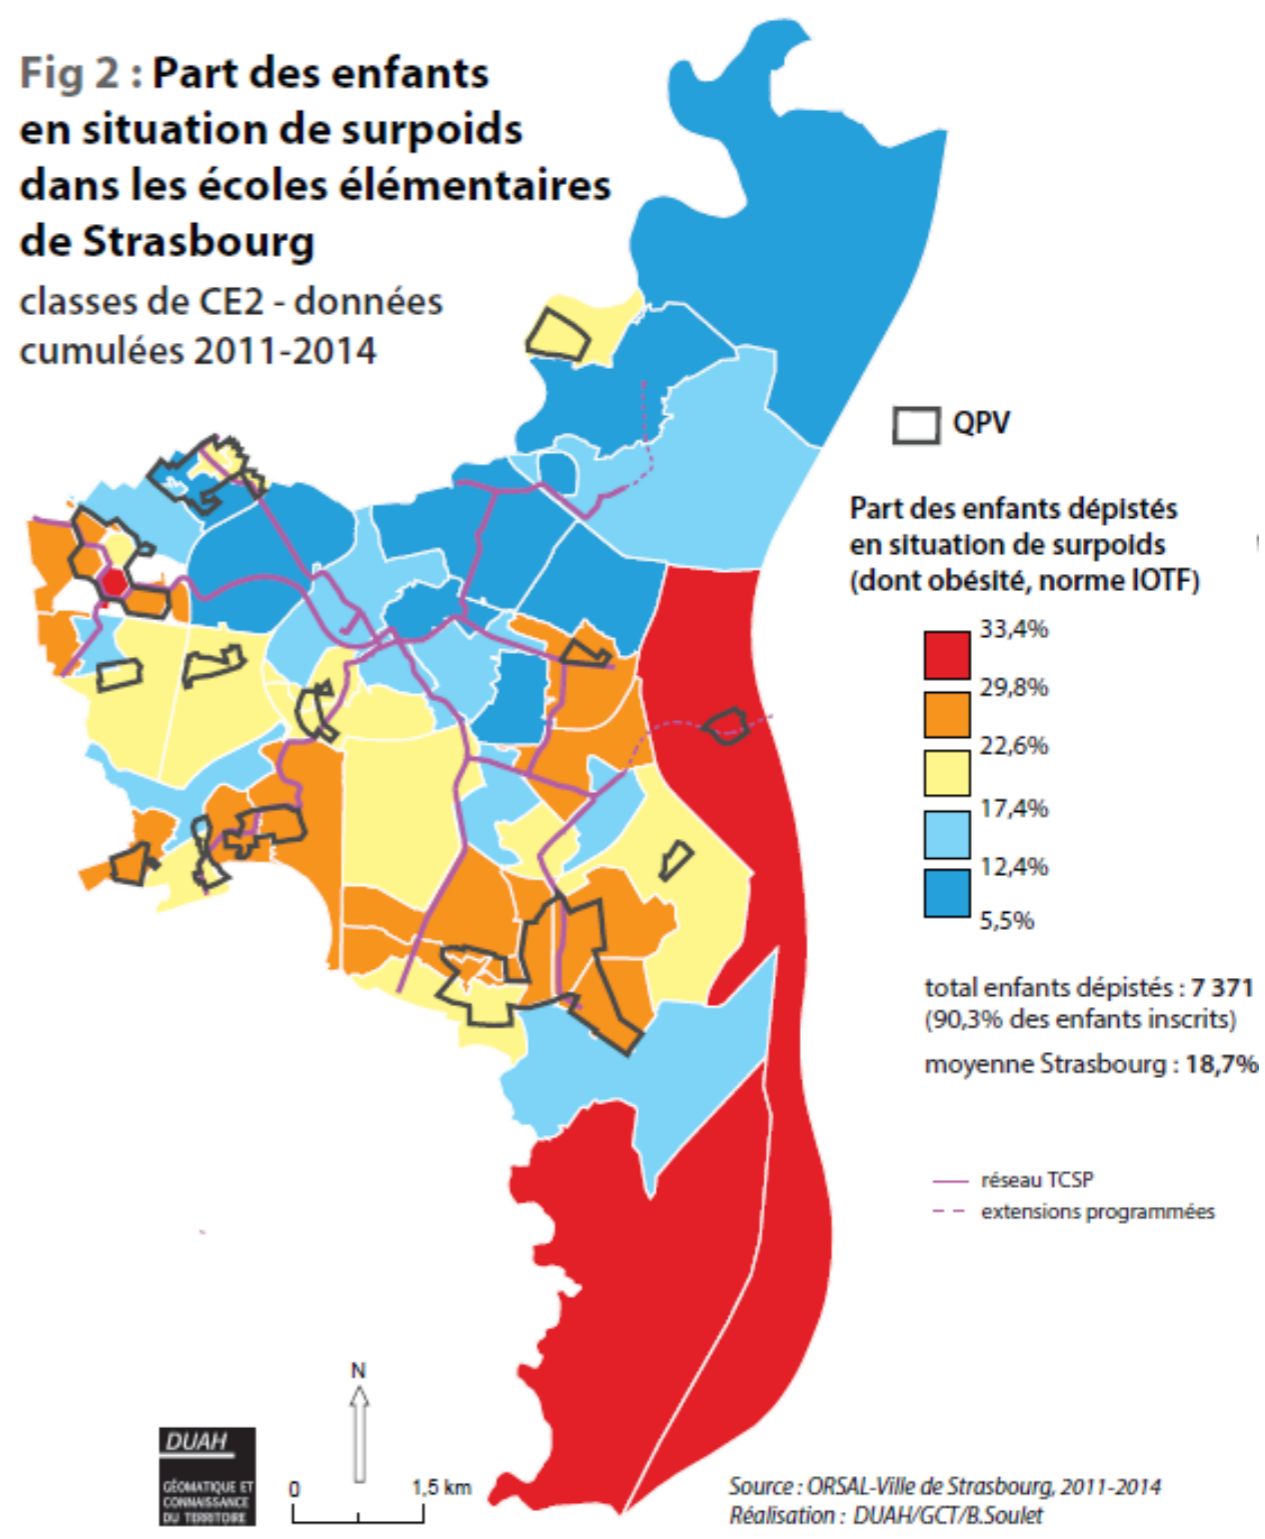 Fig 2 : Part des enfants
en situation de surpoids
dans les écoles élémentaires
de Strasbourg
classes de CE2 - données
cumulées 2011-2014
QPV
Part des enfants dépistés
en situation de surpoids
(dont obésité, norme IOTF)
33,4%
29,8%
22,6%
17,4%
12,4%
5,5%
total enfants dépistés : 7 371
(90,3% des enfants inscrits)
moyenne Strasbourg : 18,7%
réseau TCSP
extensions programmées
N
0 1,5 km
DUAH
GÉOMATIQUE ET
CONNAISSANCE
DU TERRITOIRE
Source : ORSAL-Ville de Strasbourg, 2011-2014
Réalisation : DUAH/GCT/B.Soulet